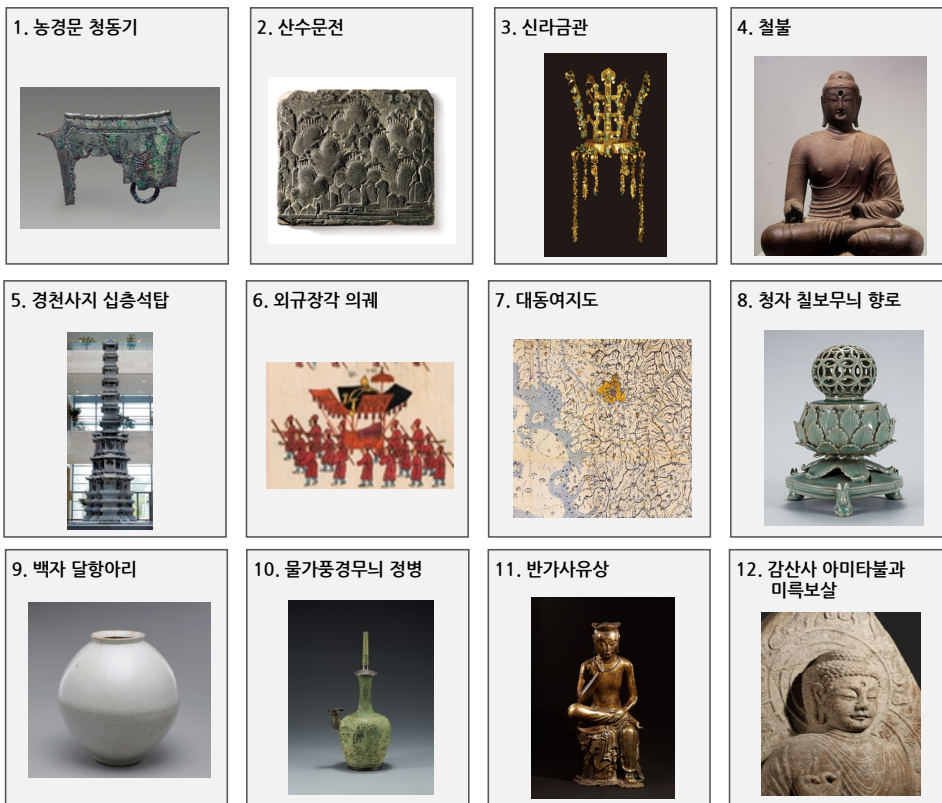 1. 농경문 청동기
2. 산수문전
3. 신라금관
4. 철불
5. 경천사지 십층석탑
6. 외규장각 의궤
7. 대동여지도
8. 청자 칠보무늬 향로
9. 백자 달항아리
10. 물가풍경무늬 정병
11. 반가사유상
12. 감산사 아미타불과
미륵보살